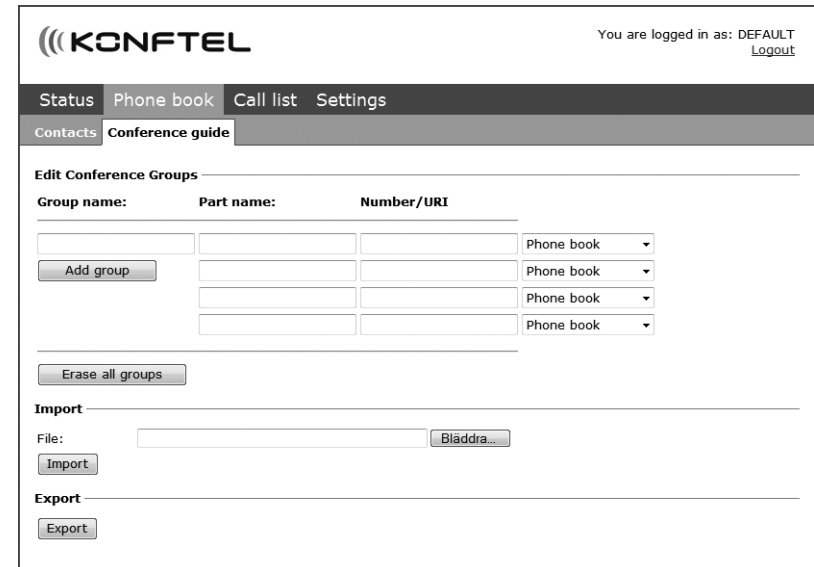 KONFTEL
You are logged in as: DEFAULT
Logout
Status Phone book Call list Settings
Contacts Conference guide
Edit Conference Groups
Group name: Part name: Number/URI
Phone book
Add group Phone book
Phone book
Phone book
Erase all groups
Import
File: Bläddra...
Import
Export
Export